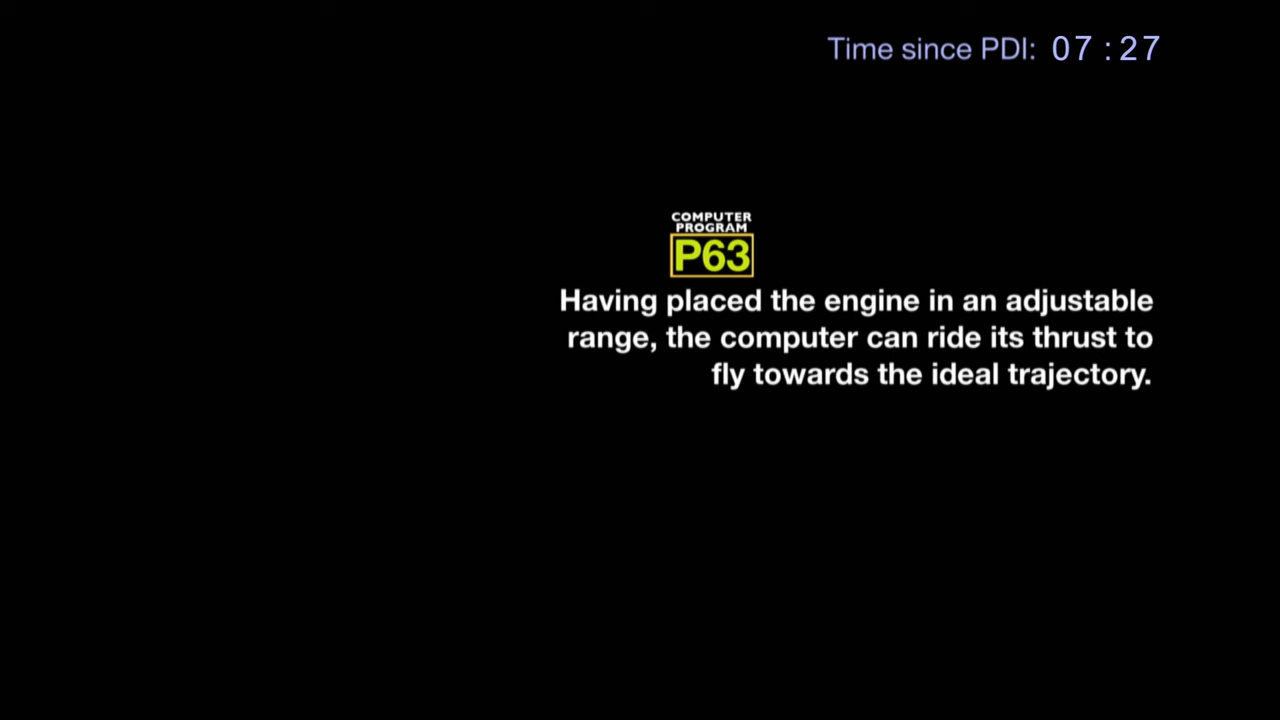 Time since PDI: 07:27
COMPUTER
PROGRAM
P63
Having placed the engine in an adjustable
range, the computer can ride its thrust to
fly towards the ideal trajectory.